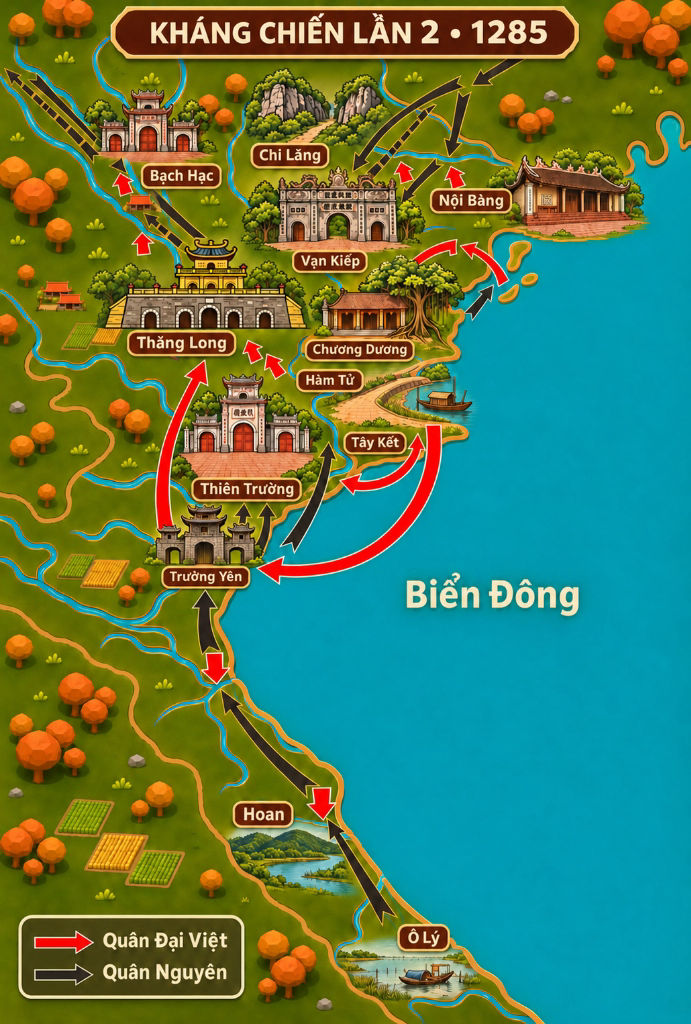 KHÁNG CHIẾN LẦN 2 • 1285
Bạch Hạc
Chi Lăng
Nội Bàng
Vạn Kiếp
Thăng Long
Chương Dương
Hàm Tử
Tây Kết
Thiên Trường
Trường Yên
Biển Đông
Hoan
Ô Lý
Quân Đại Việt
Quân Nguyên